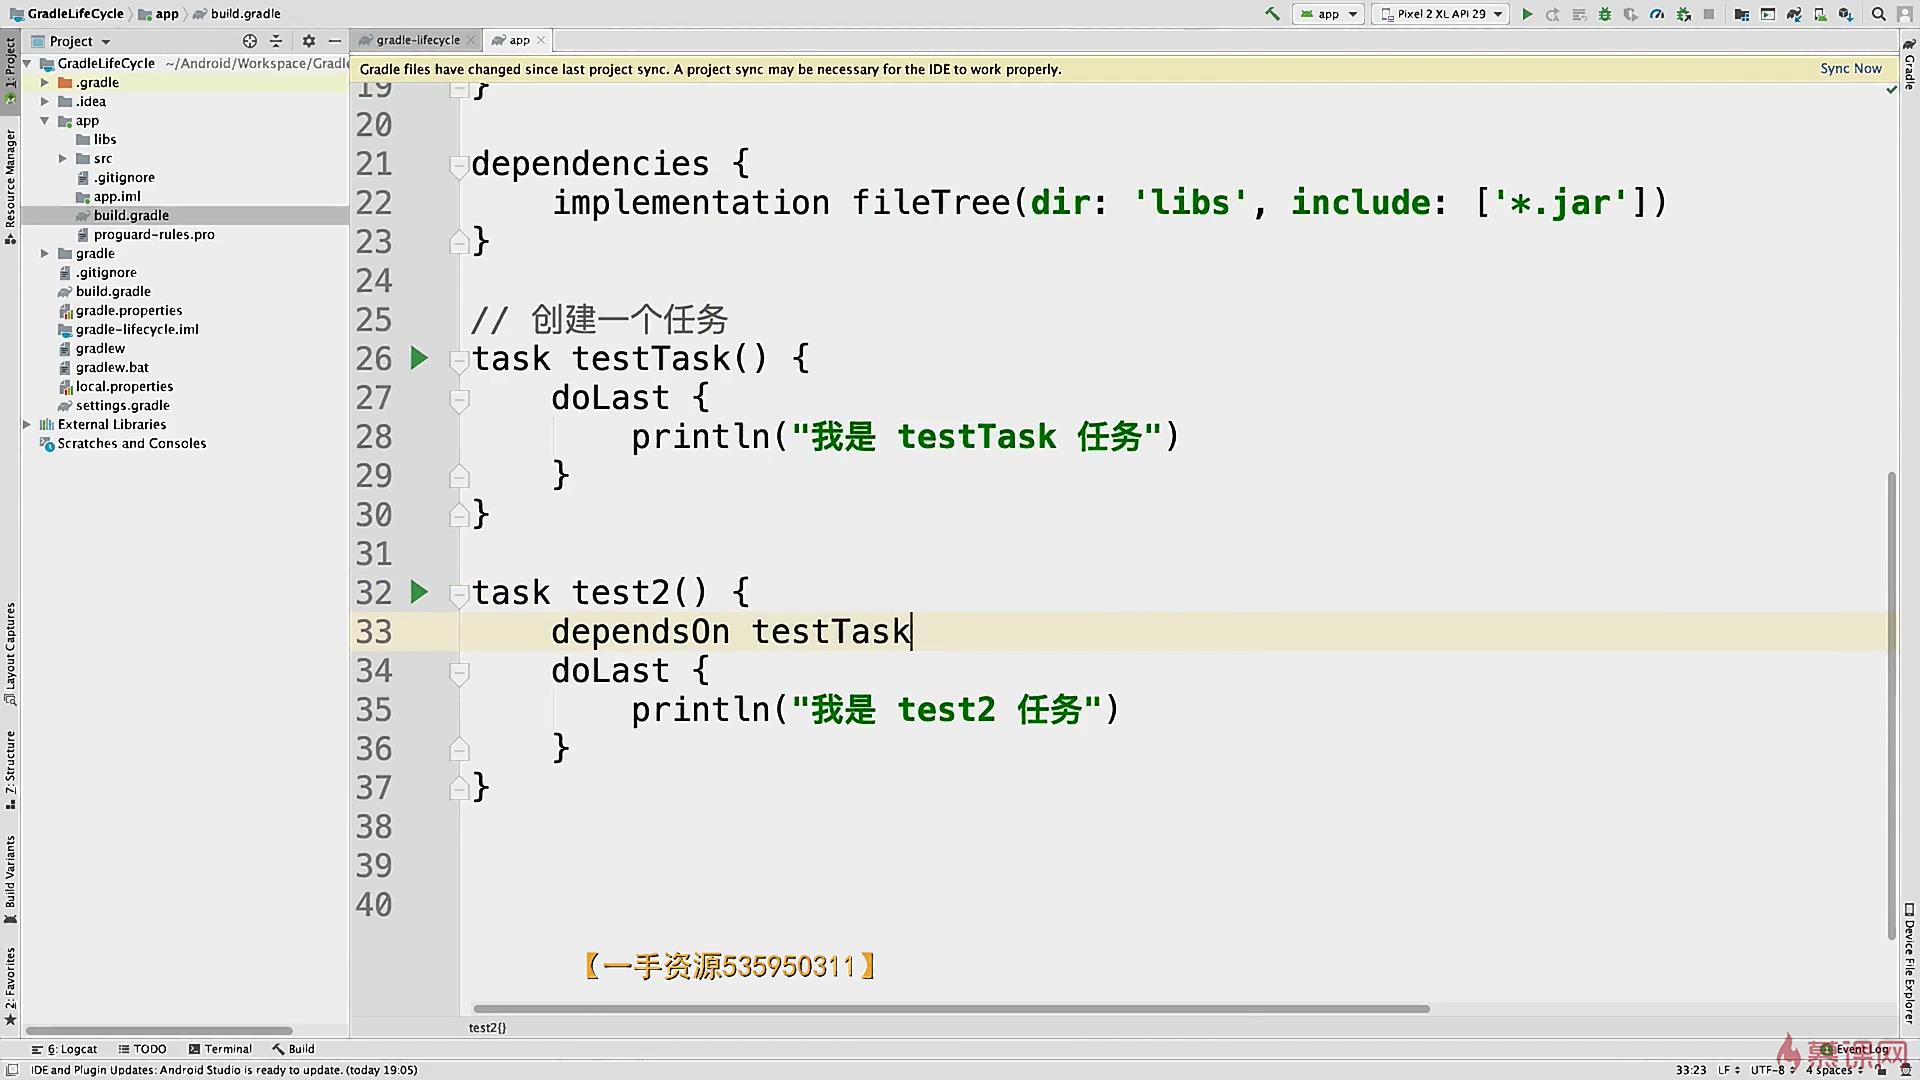 GradleLifeCycle app build.gradle
app Pixel 2 XL API 29
Project
gradle-lifecycle app
GradleLifeCycle ~/Android/Workspace/Gradle
Gradle files have changed since last project sync. A project sync may be necessary for the IDE to work properly. Sync Now
.gradle
.idea
app
libs
src
.gitignore
app.iml
build.gradle
proguard-rules.pro
gradle
.gitignore
build.gradle
gradle.properties
gradle-lifecycle.iml
gradlew
gradlew.bat
local.properties
settings.gradle
External Libraries
Scratches and Consoles
1: Project
Resource Manager
Layout Captures
Z: Structure
Build Variants
2: Favorites
19 }
20
21 dependencies {
22 implementation fileTree(dir: 'libs', include: ['*.jar'])
23 }
24
25 // 创建一个任务
26 task testTask() {
27 doLast {
28 println("我是 testTask 任务")
29 }
30 }
31
32 task test2() {
33 dependsOn testTask
34 doLast {
35 println("我是 test2 任务")
36 }
37 }
38
39
40
【一手资源535950311】
test2{}
Gradle
Device File Explorer
6: Logcat TODO Terminal Build
Event Log
慕课网
IDE and Plugin Updates: Android Studio is ready to update. (today 19:05)
33:23 LF UTF-8 4 spaces